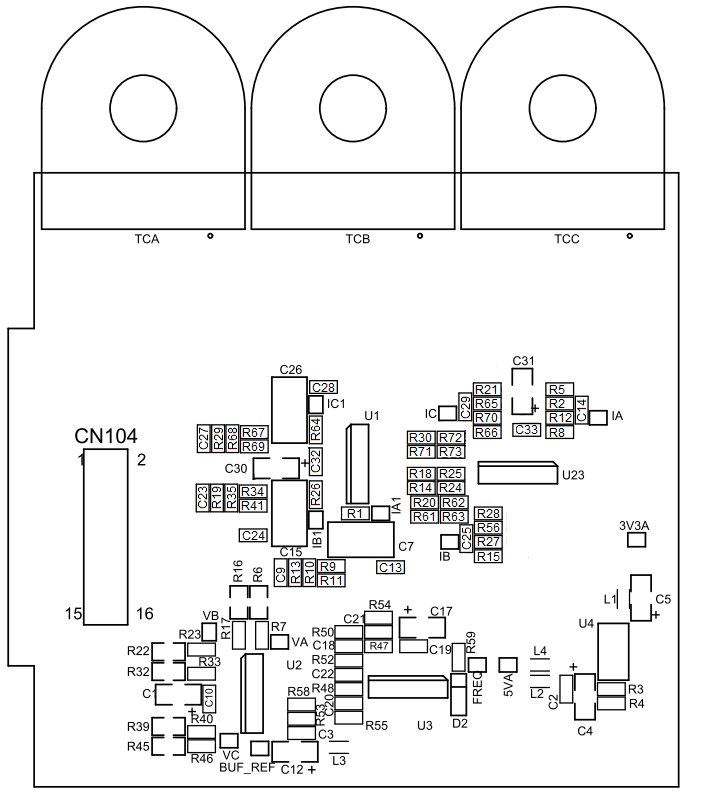 TCA
TCB
TCC
C31
C26
C28
IC1
R21
R65
R70
R66
C29
IC
R5
R2
R12
R8
C14
IA
C33
U1
R64
C27
R29
R68
R67
R69
CN104
1
2
R30
R72
R71
R73
C30
+
C32
U23
R18
R25
R14
R24
C23
R19
R35
R34
R41
R26
R20
R62
R61
R63
IA1
R1
R28
R56
R27
R15
C25
IB
3V3A
C24
IB1
C15
C7
C9
R13
R10
R9
R11
C13
R16
R6
15
16
L1
C5
+
VB
R17
R7
VA
R54
C21
+
C17
U4
R23
R50
C18
R47
C19
R59
R22
R33
U2
R52
L4
R32
C22
FREQ
5VA
+
C1
C10
R58
R48
L2
C2
R3
R4
+
C20
R53
R39
R40
C3
R55
U3
D2
C4
R45
R46
VC
BUF_REF
C12
+
L3